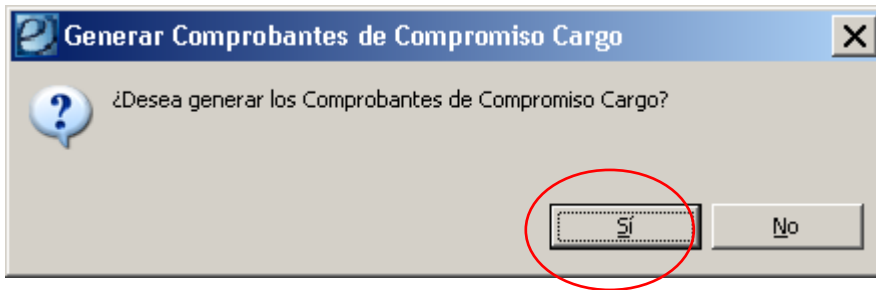 Generar Comprobantes de Compromiso Cargo
¿Desea generar los Comprobantes de Compromiso Cargo?
Sí
No